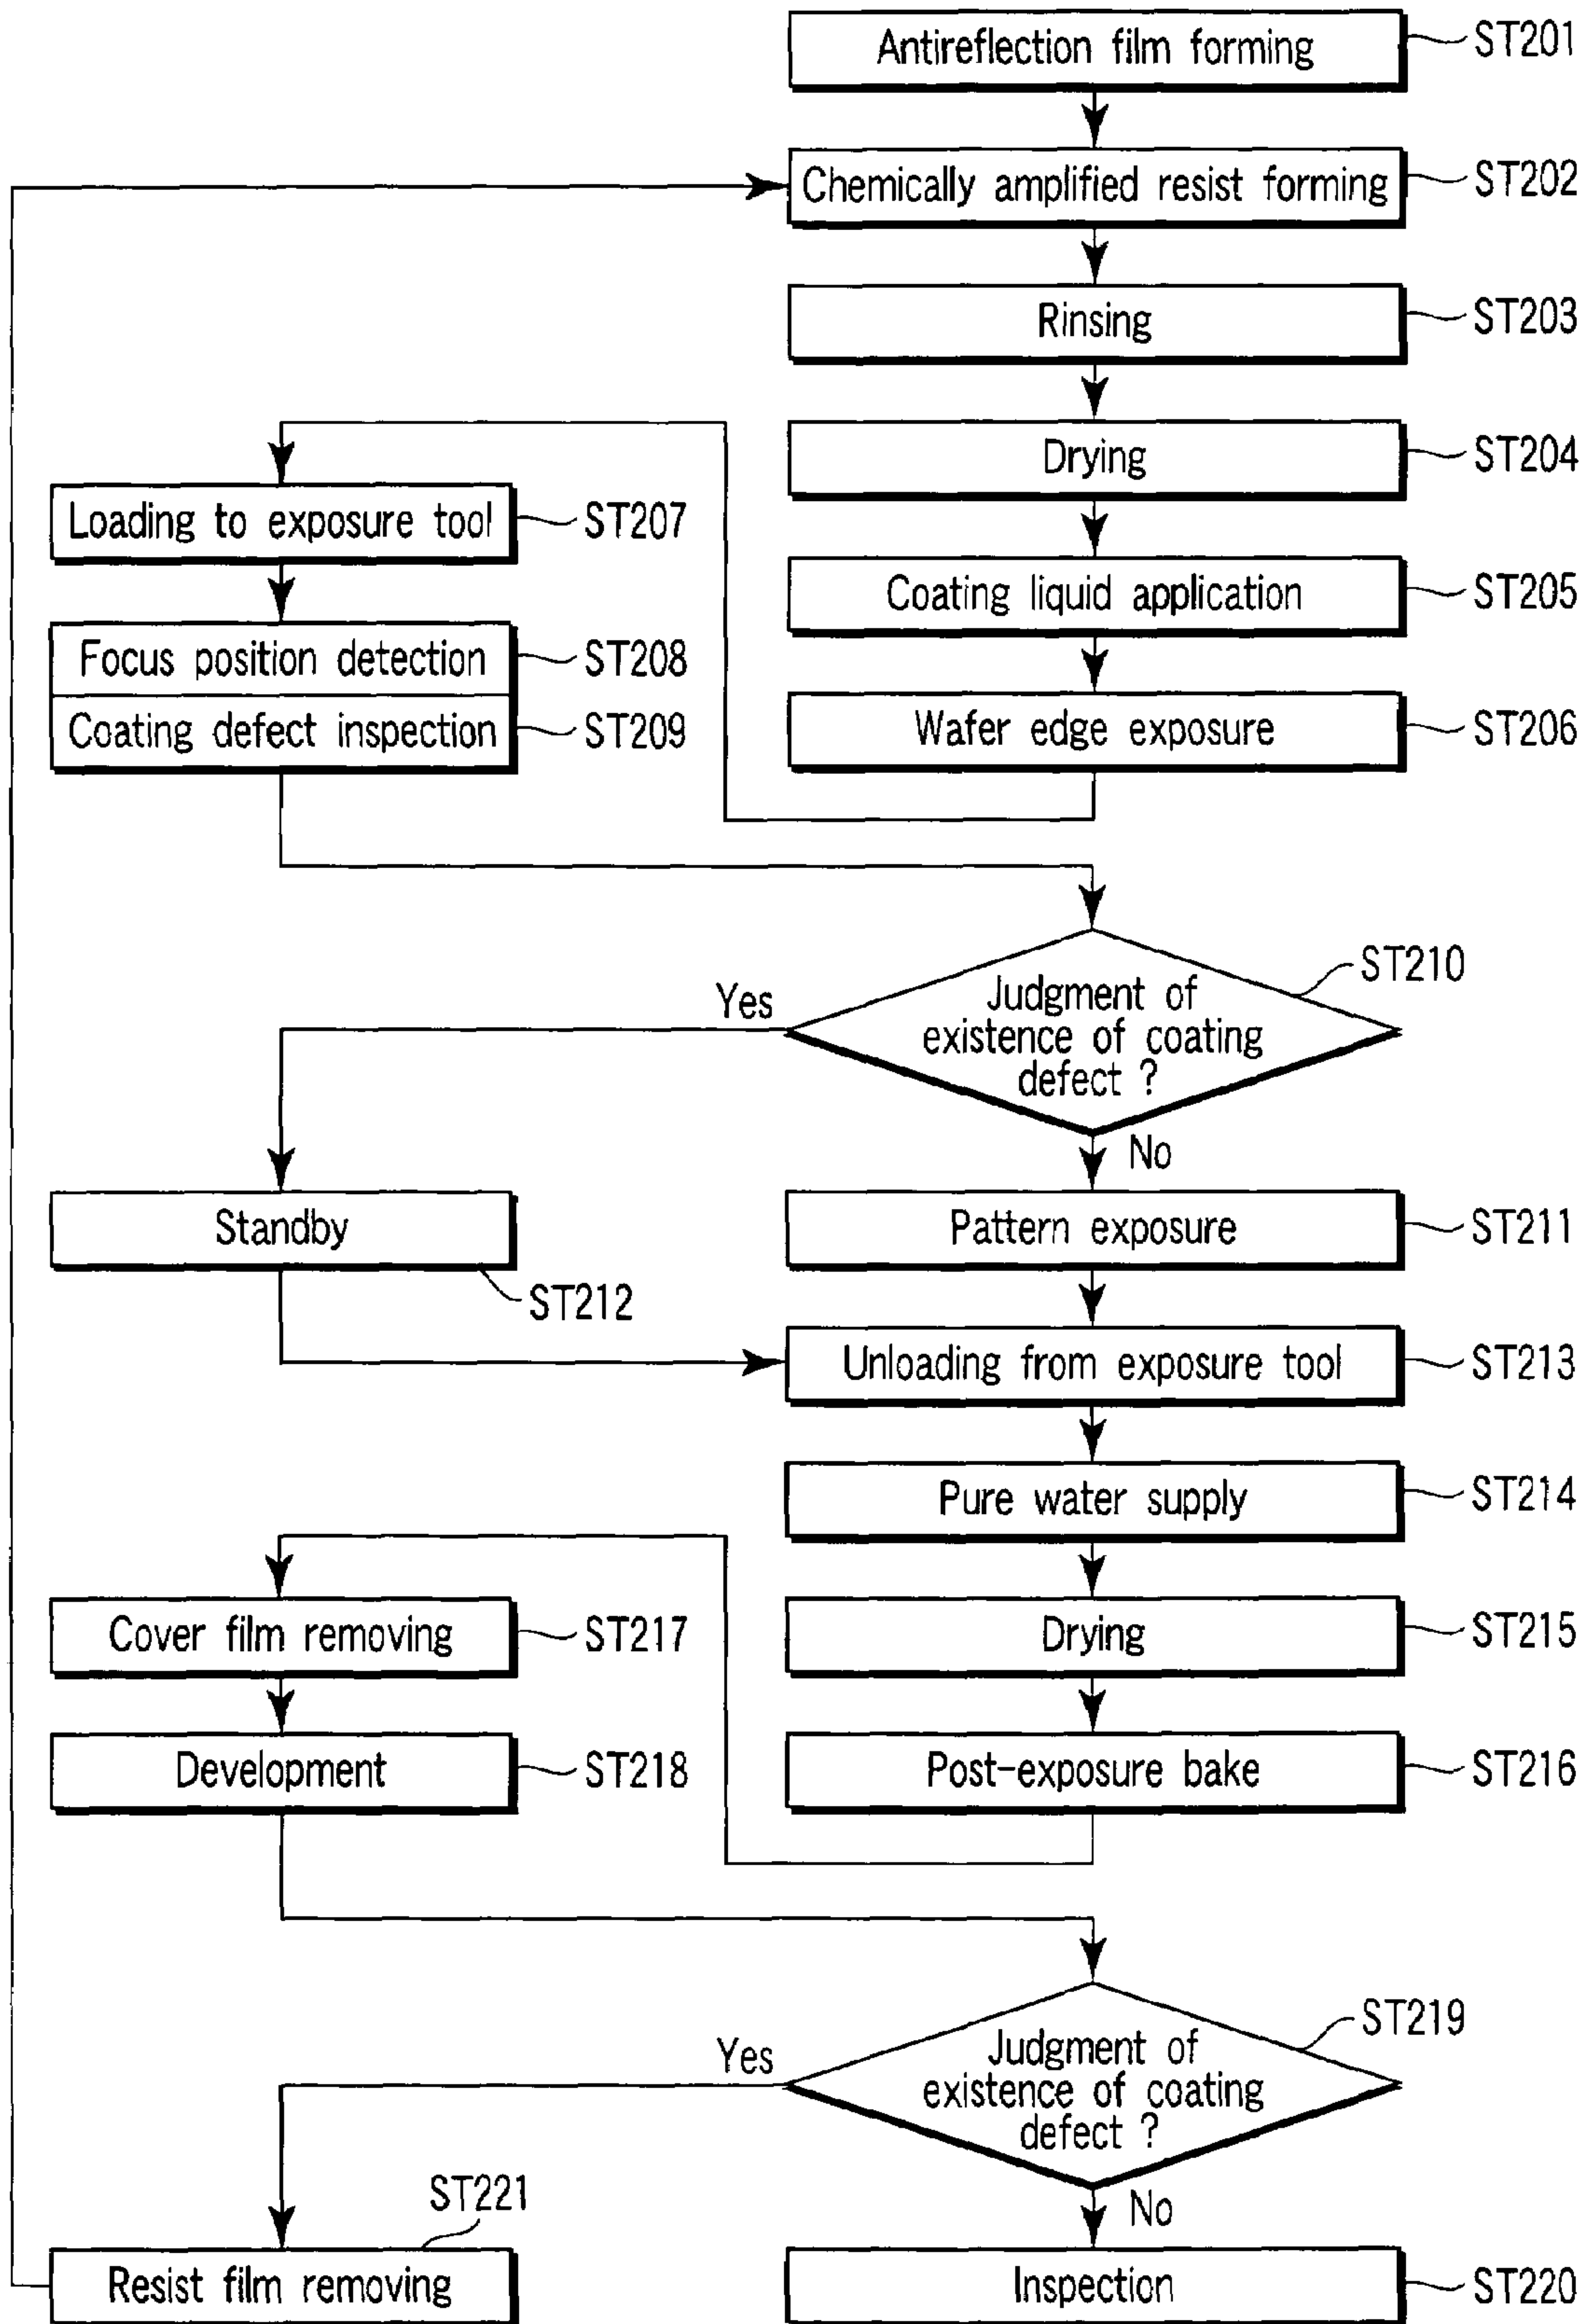 Antireflection film forming ST201
Chemically amplified resist forming ST202
Rinsing ST203
Drying ST204
Coating liquid application ST205
Wafer edge exposure ST206
Loading to exposure tool ST207
Focus position detection ST208
Coating defect inspection ST209
Judgment of
existence of coating
defect ?
ST210
Yes
No
Pattern exposure ST211
Standby
ST212
Unloading from exposure tool ST213
Pure water supply ST214
Drying ST215
Post-exposure bake ST216
Cover film removing ST217
Development ST218
Judgment of
existence of coating
defect ?
ST219
Yes
No
Inspection ST220
ST221
Resist film removing